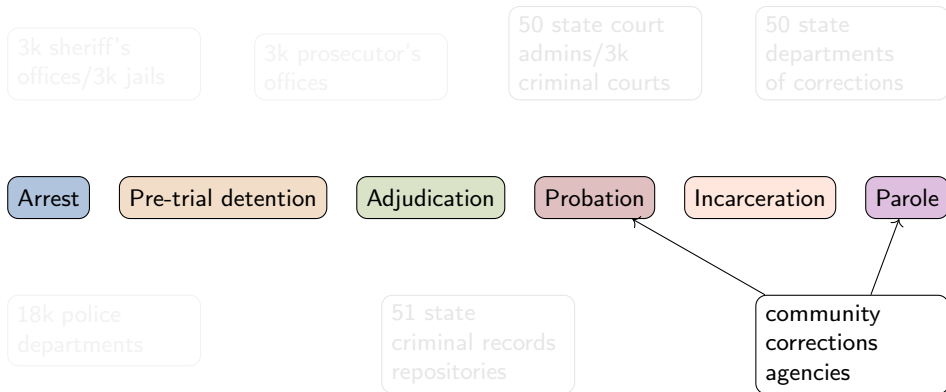 3k sheriff's
offices/3k jails
3k prosecutor's
offices
50 state court
admins/3k
criminal courts
50 state
departments
of corrections
Arrest
Pre-trial detention
Adjudication
Probation
Incarceration
Parole
18k police
departments
51 state
criminal records
repositories
community
corrections
agencies